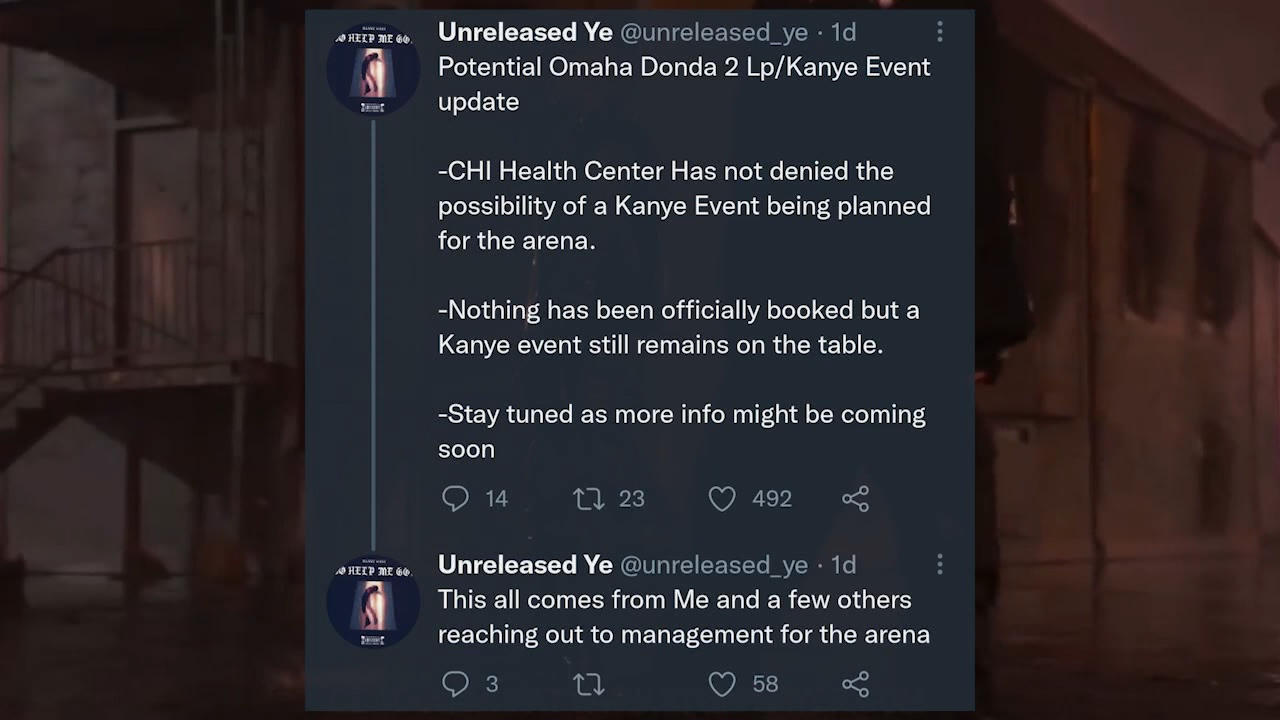 Unreleased Ye @unreleased_ye · 1d
Potential Omaha Donda 2 Lp/Kanye Event
update
-CHI Health Center Has not denied the
possibility of a Kanye Event being planned
for the arena.
-Nothing has been officially booked but a
Kanye event still remains on the table.
-Stay tuned as more info might be coming
soon
14 23 492
Unreleased Ye @unreleased_ye · 1d
This all comes from Me and a few others
reaching out to management for the arena
3 58